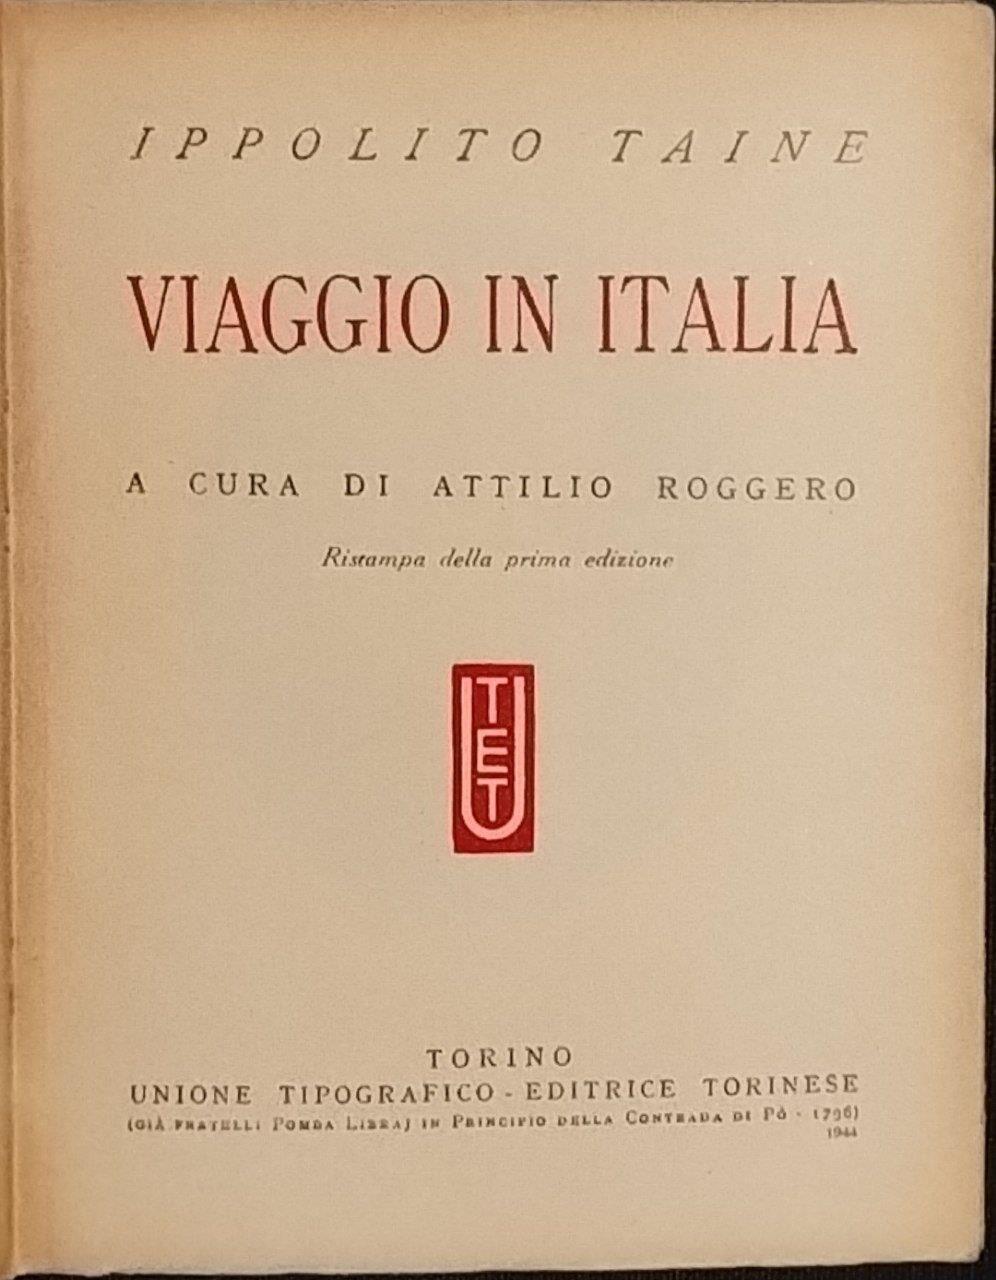 IPPOLITO TAINE
VIAGGIO IN ITALIA
A CURA DI ATTILIO ROGGERO
Ristampa della prima edizione
UTET
TORINO
UNIONE TIPOGRAFICO-EDITRICE TORINESE
(GIÀ FRATELLI POMBA LIBRAJ IN PRINCIPIO DELLA CONTRADA DI PÒ - 1796)
1944